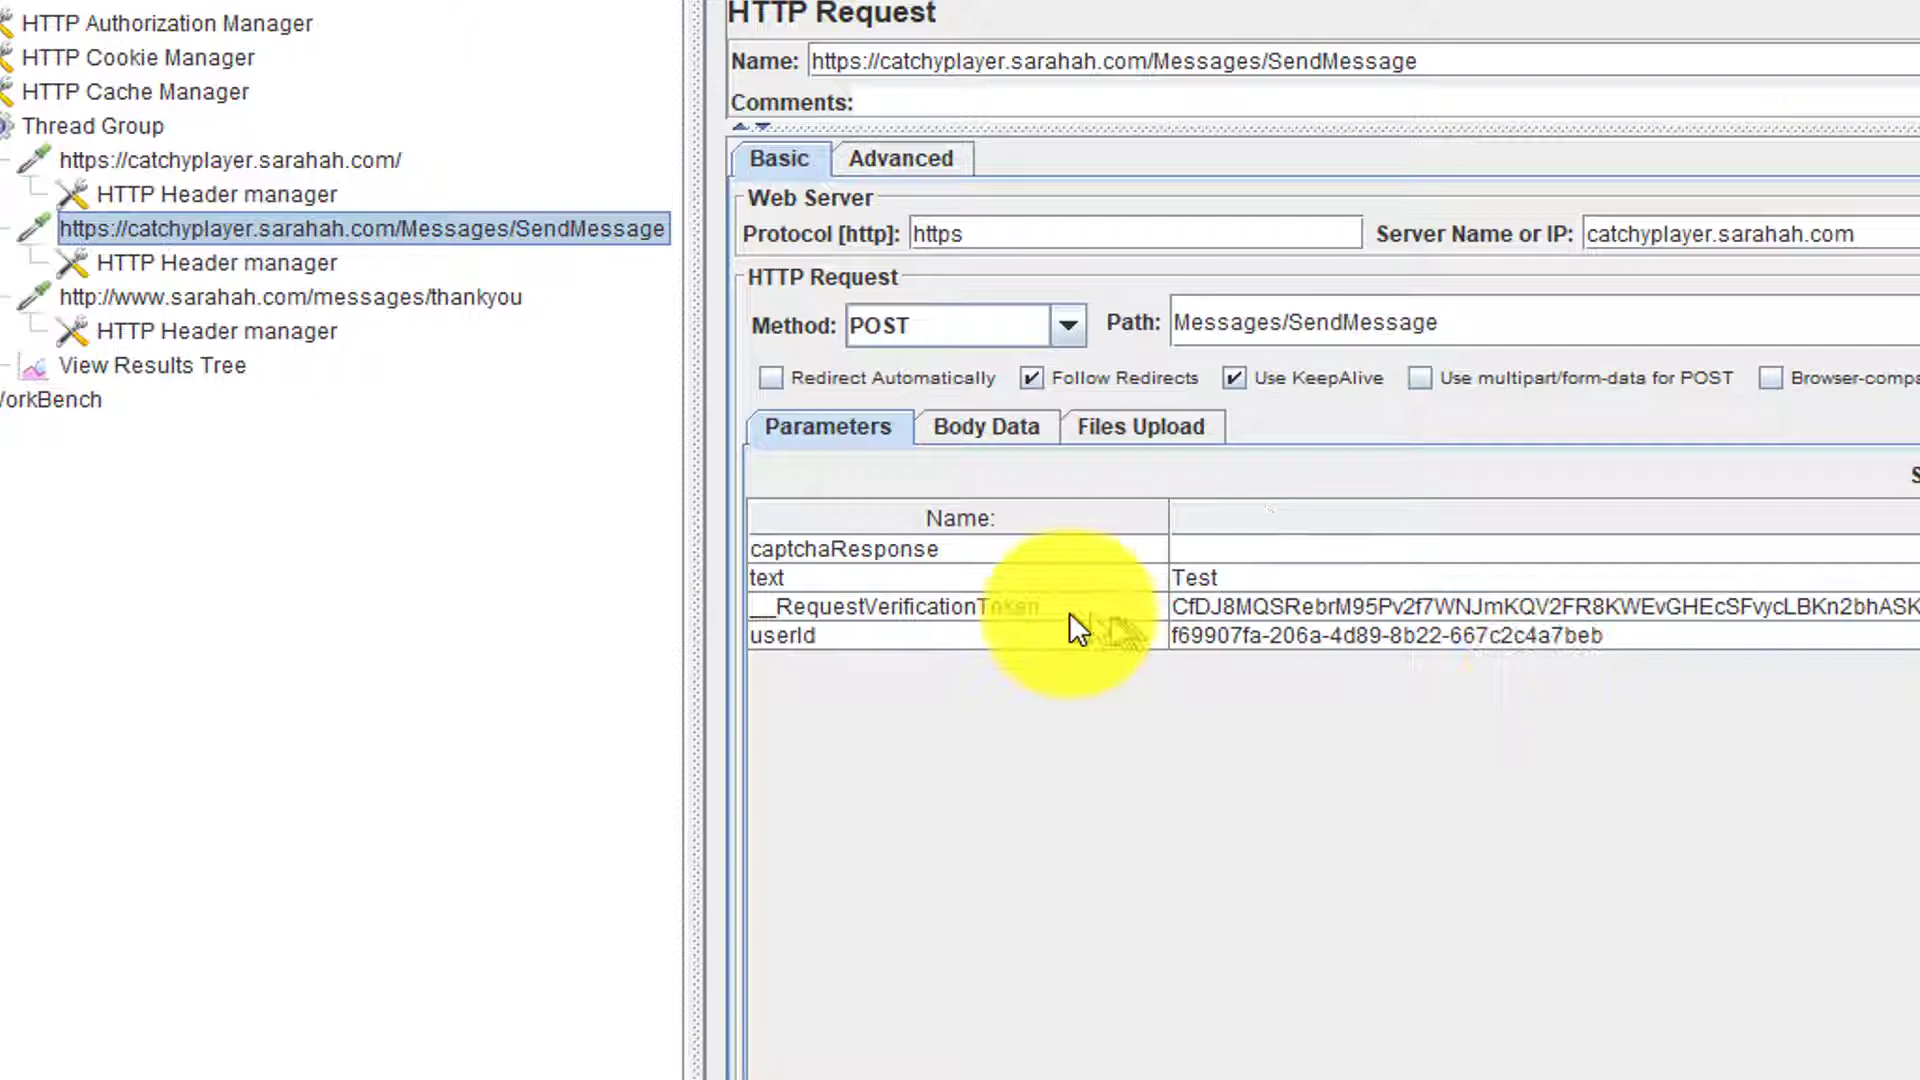 HTTP Authorization Manager
HTTP Cookie Manager
HTTP Cache Manager
Thread Group
https://catchyplayer.sarahah.com/
HTTP Header manager
https://catchyplayer.sarahah.com/Messages/SendMessage
HTTP Header manager
http://www.sarahah.com/messages/thankyou
HTTP Header manager
View Results Tree
orkBench
HTTP Request
Name: https://catchyplayer.sarahah.com/Messages/SendMessage
Comments:
Basic Advanced
Web Server
Protocol [http]: https Server Name or IP: catchyplayer.sarahah.com
HTTP Request
Method: POST Path: Messages/SendMessage
Redirect Automatically Follow Redirects Use KeepAlive Use multipart/form-data for POST Browser-compa
Parameters Body Data Files Upload
S
Name:
captchaResponse
text Test
__RequestVerificationToken CfDJ8MQSRebrM95Pv2f7WNJmKQV2FR8KWEvGHEcSFvycLBKn2bhASK
userId f69907fa-206a-4d89-8b22-667c2c4a7beb